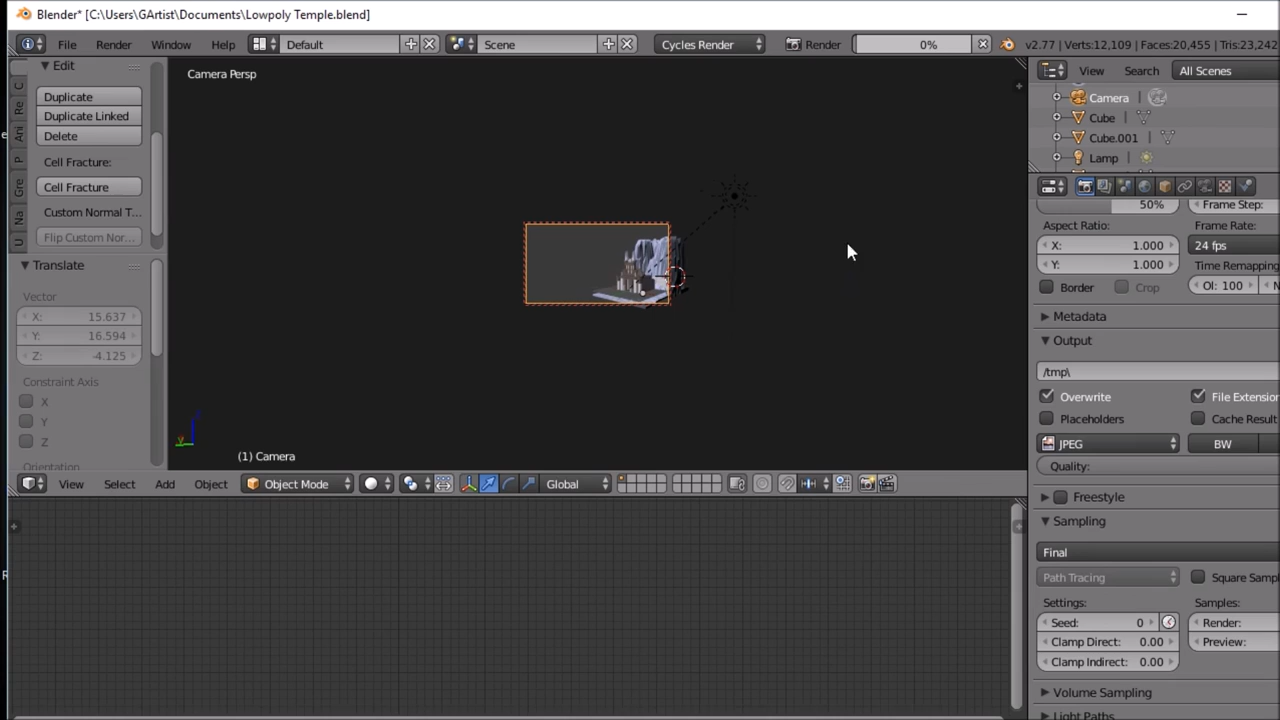 Blender* [C:\Users\GArtist\Documents\Lowpoly Temple.blend]
File Render Window Help Default Scene Cycles Render Render 0% v2.77 | Verts:12,109 | Faces:20,455 | Tris:23,242
Edit
Duplicate
Duplicate Linked
Delete
Cell Fracture:
Cell Fracture
Custom Normal T...
Flip Custom Nor...
Translate
Vector
X: 15.637
Y: 16.594
Z: -4.125
Constraint Axis
X
Y
Z
Orientation
C
Re
Ani
P
Gre
Na
U
Camera Persp
(1) Camera
View Select Add Object Object Mode Global
View Search All Scenes
Camera
Cube
Cube.001
Lamp
50% Frame Step:
Aspect Ratio: Frame Rate:
X: 1.000 24 fps
Y: 1.000 Time Remapping
Border Crop Ol: 100
Metadata
Output
/tmp\
Overwrite File Extension
Placeholders Cache Result
JPEG BW
Quality:
Freestyle
Sampling
Final
Path Tracing Square Samp
Settings: Samples:
Seed: 0 Render:
Clamp Direct: 0.00 Preview:
Clamp Indirect: 0.00
Volume Sampling
Light Paths